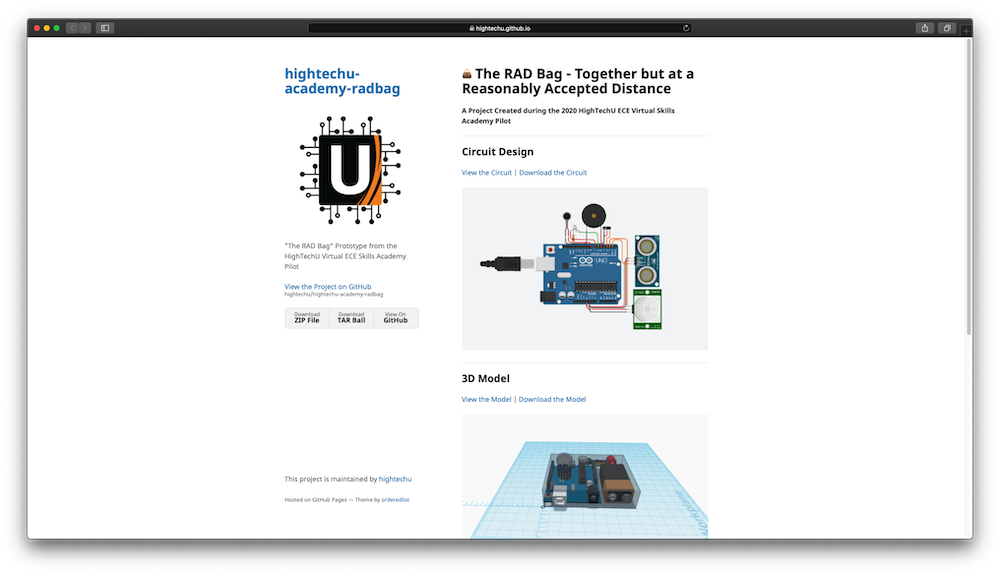 hightechu.github.io
hightechu-
academy-radbag
U
"The RAD Bag" Prototype from the
HighTechU Virtual ECE Skills Academy
Pilot
View the Project on GitHub
hightechu/hightechu-academy-radbag
Download
ZIP File
Download
TAR Ball
View On
GitHub
This project is maintained by hightechu
Hosted on GitHub Pages — Theme by orderedlist
The RAD Bag - Together but at a
Reasonably Accepted Distance
A Project Created during the 2020 HighTechU ECE Virtual Skills
Academy Pilot
Circuit Design
View the Circuit | Download the Circuit
UNO
ARDUINO
3D Model
View the Model | Download the Model
Workplane